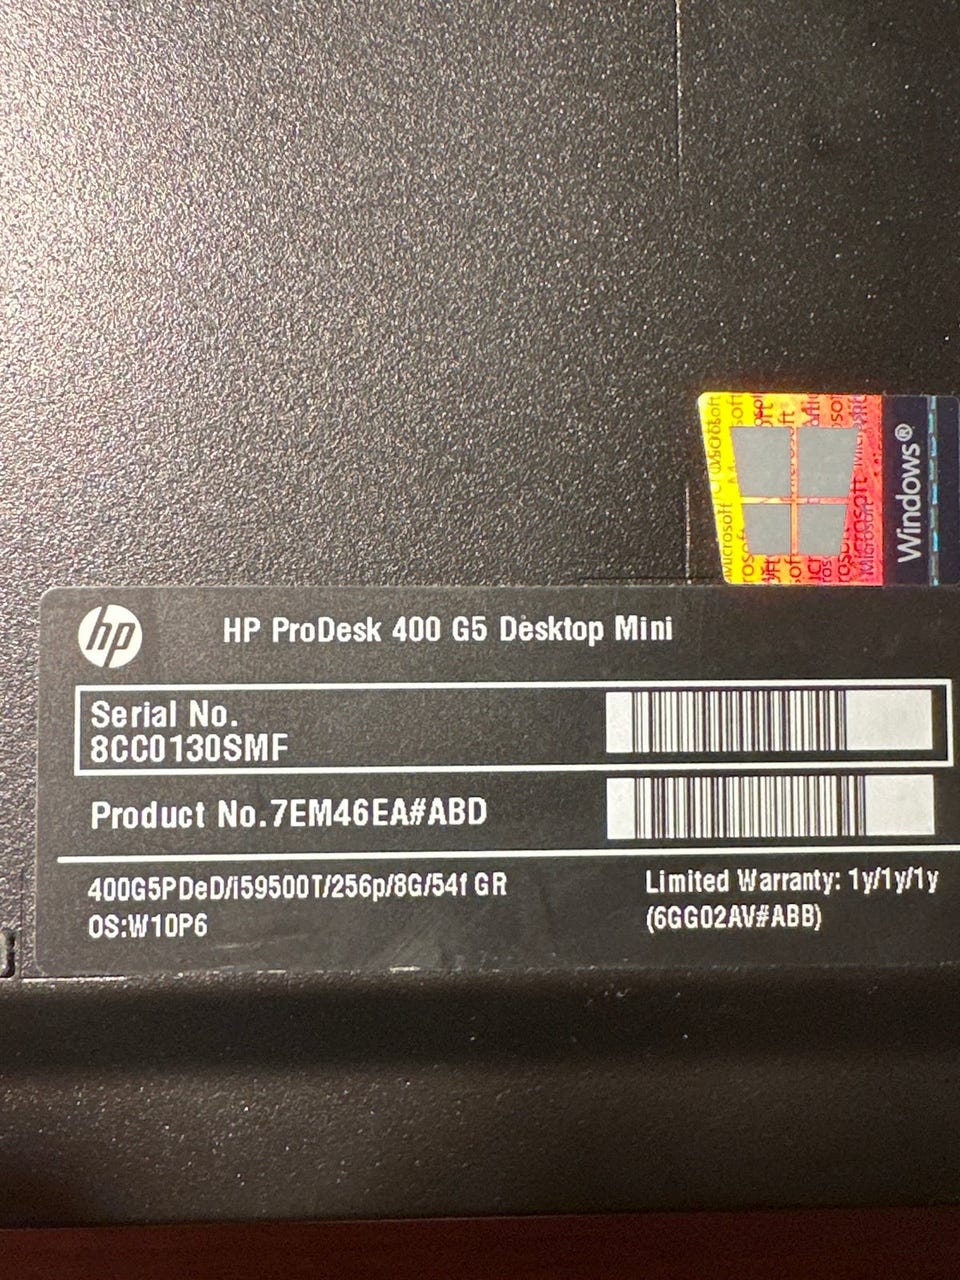 Windows®
hp
HP ProDesk 400 G5 Desktop Mini
Serial No.
8CC0130SMF
Product No.7EM46EA#ABD
400G5PDeD/i59500T/256p/8G/54f GR
OS:W10P6
Limited Warranty: 1y/1y/1y
(6GG02AV#ABB)